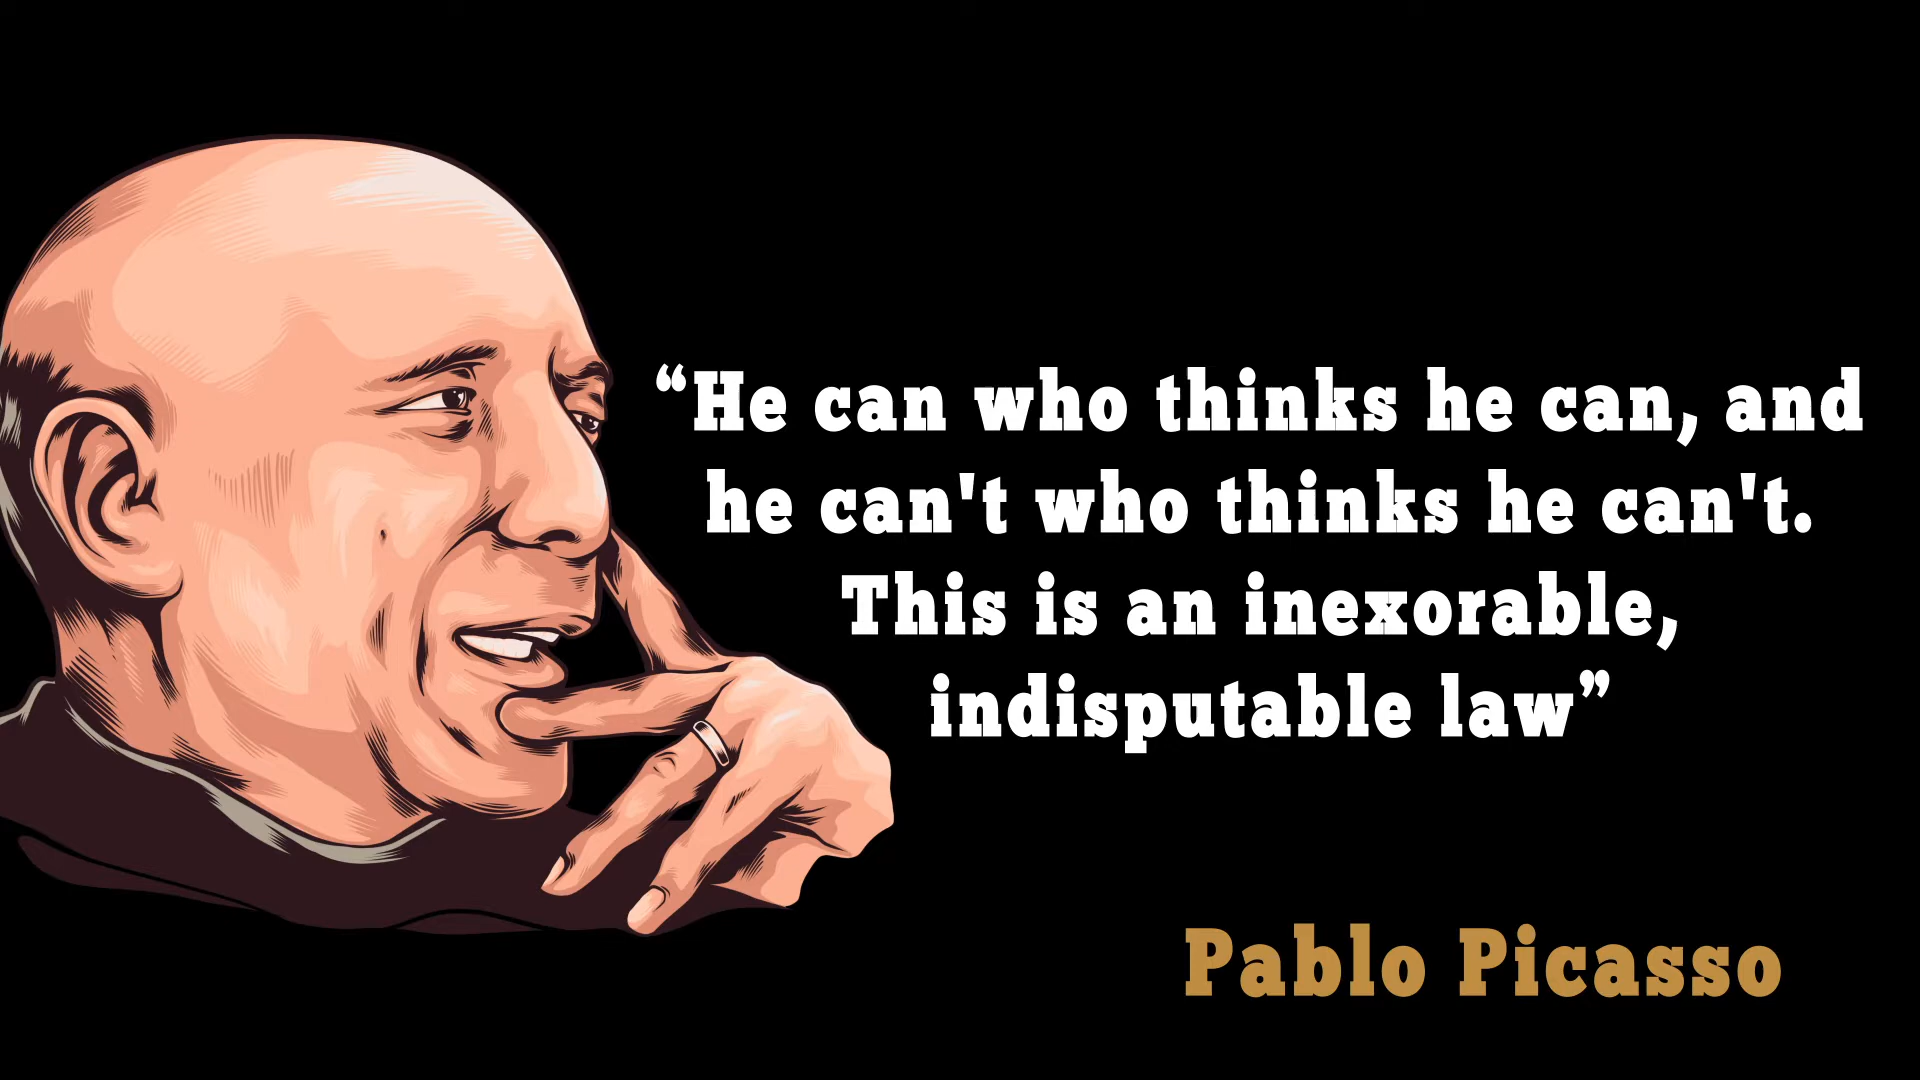 “He can who thinks he can, and
he can't who thinks he can't.
This is an inexorable,
indisputable law”
Pablo Picasso